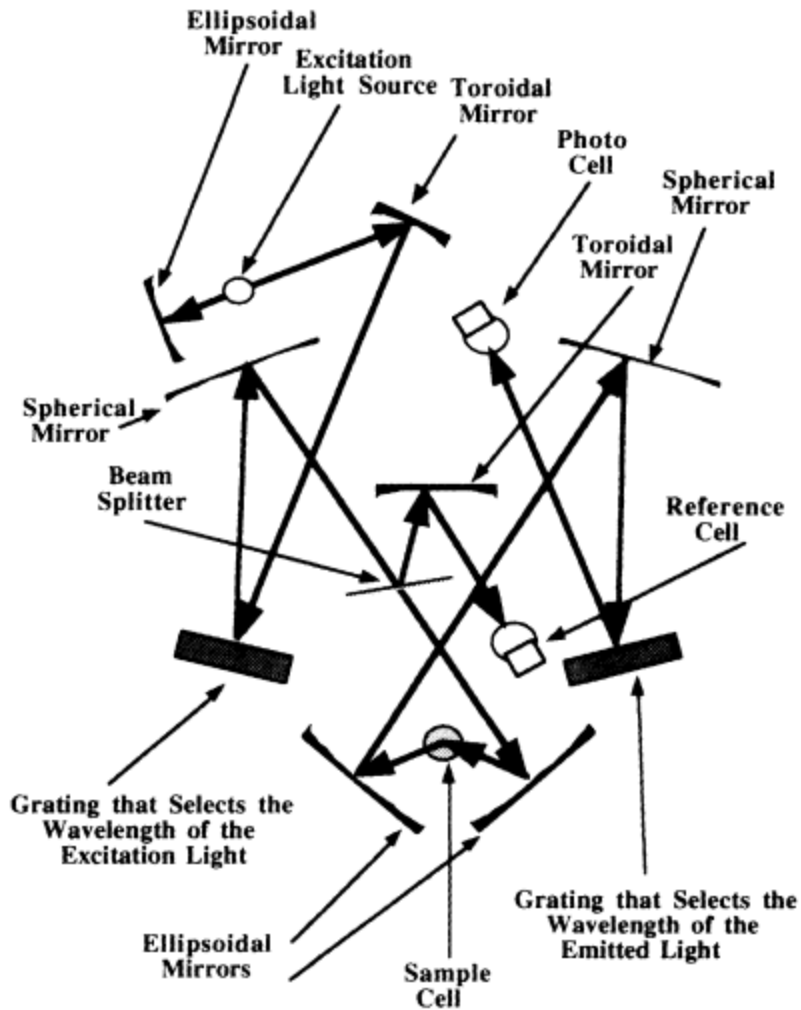 Ellipsoidal
Mirror
Excitation
Light Source
Toroidal
Mirror
Photo
Cell
Spherical
Mirror
Toroidal
Mirror
Spherical
Mirror
Beam
Splitter
Reference
Cell
Grating that Selects the
Wavelength of the
Excitation Light
Grating that Selects the
Wavelength of the
Emitted Light
Ellipsoidal
Mirrors
Sample
Cell